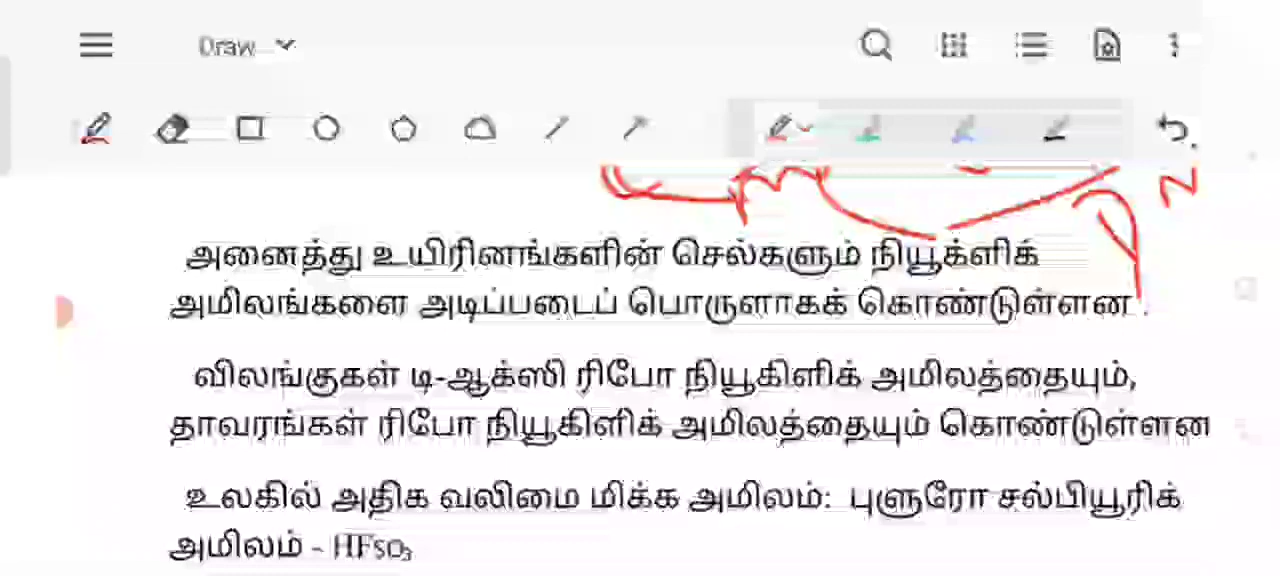 Draw
அனைத்து உயிரினங்களின் செல்களும் நியூக்ளிக்
அமிலங்களை அடிப்படைப் பொருளாகக் கொண்டுள்ளன .
விலங்குகள் டி-ஆக்ஸி ரிபோ நியூகிளிக் அமிலத்தையும்,
தாவரங்கள் ரிபோ நியூகிளிக் அமிலத்தையும் கொண்டுள்ளன
உலகில் அதிக வலிமை மிக்க அமிலம்: புளுரோ சல்பியூரிக்
அமிலம் - HFso₃